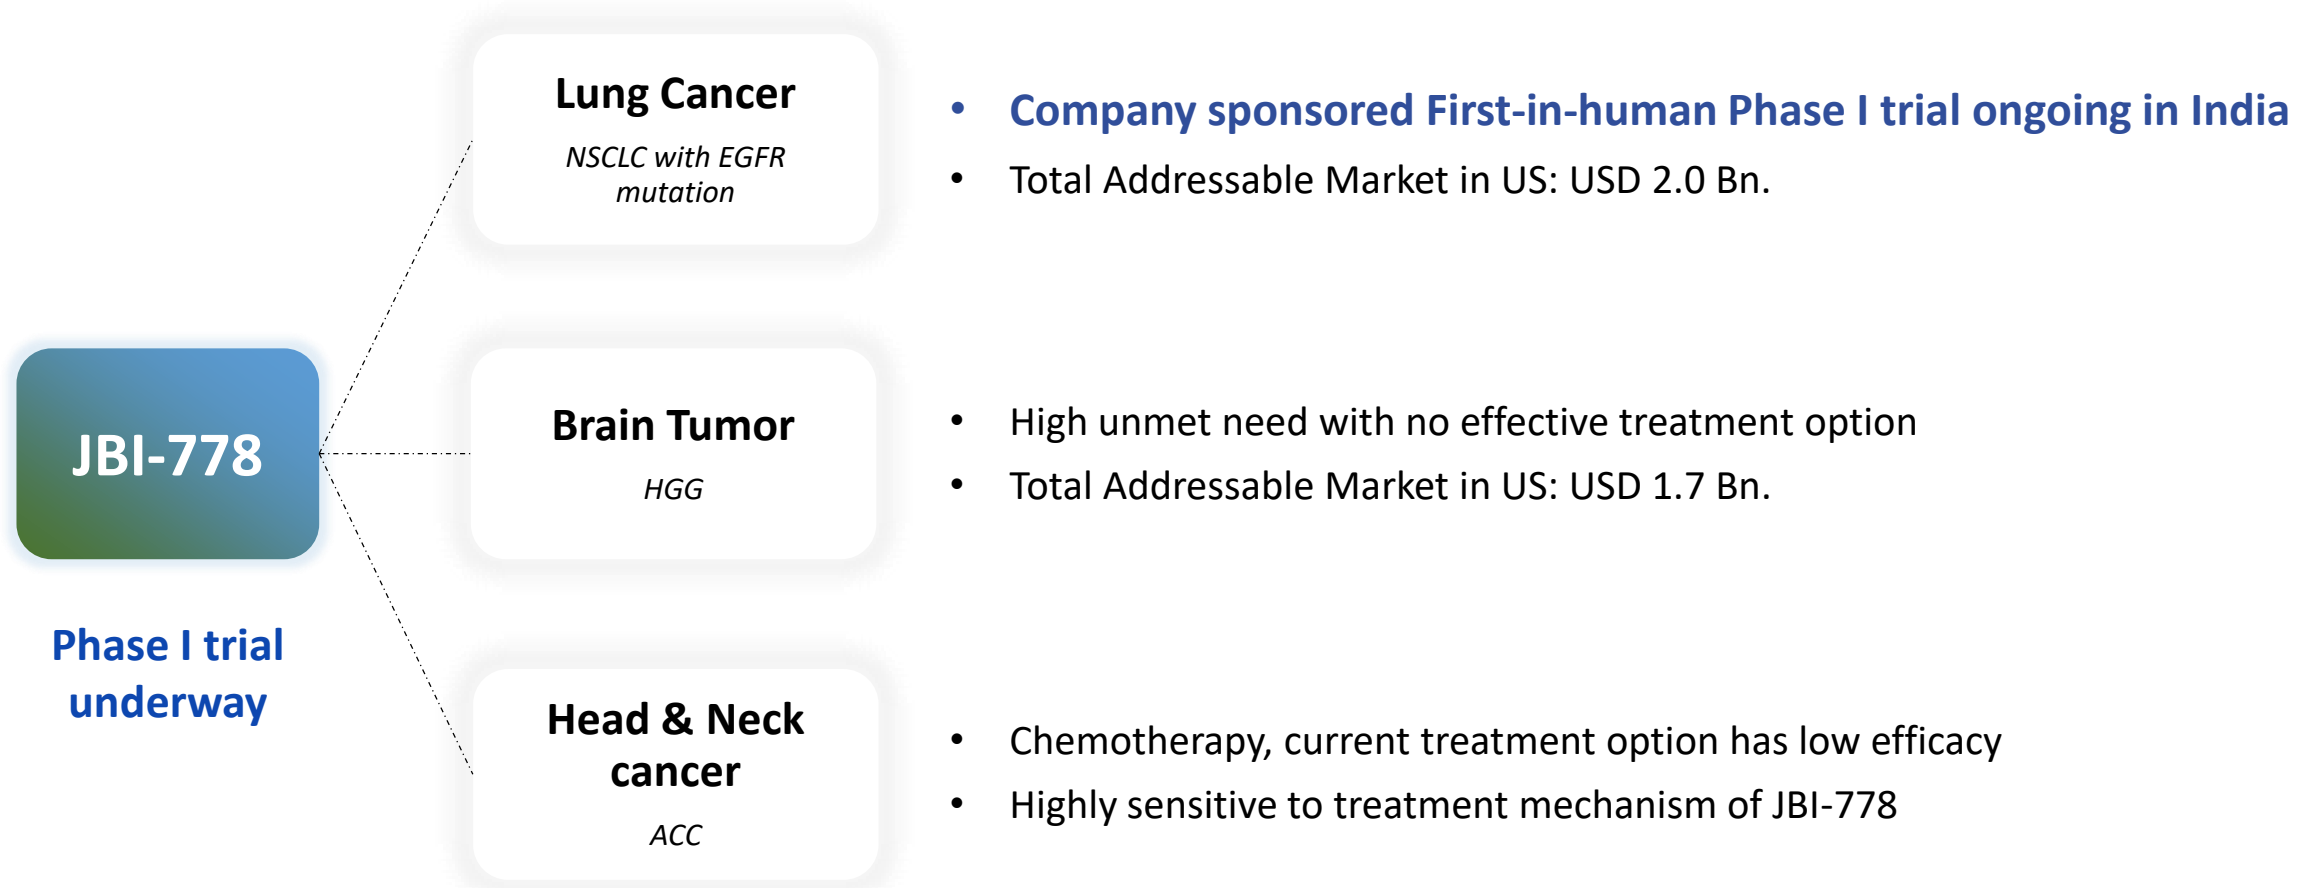 Lung Cancer
NSCLC with EGFR
mutation
• Company sponsored First-in-human Phase I trial ongoing in India
• Total Addressable Market in US: USD 2.0 Bn.
JBI-778
Phase I trial
underway
Brain Tumor
HGG
• High unmet need with no effective treatment option
• Total Addressable Market in US: USD 1.7 Bn.
Head & Neck
cancer
ACC
• Chemotherapy, current treatment option has low efficacy
• Highly sensitive to treatment mechanism of JBI-778